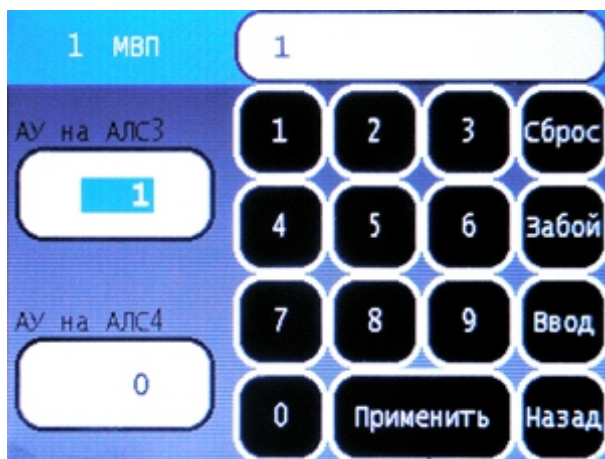 1 МВП
1
АУ на АЛС3
1
АУ на АЛС4
0
1 2 3 Сброс
4 5 6 Забой
7 8 9 Ввод
0 Применить Назад